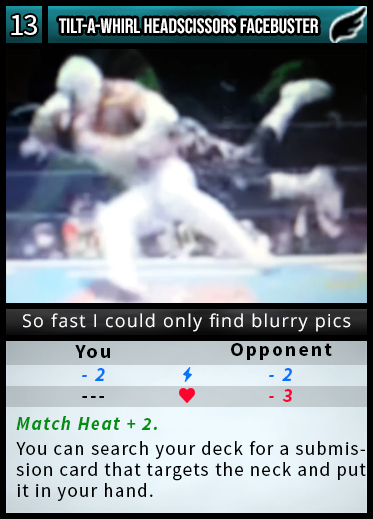 13 TILT-A-WHIRL HEADSCISSORS FACEBUSTER
So fast I could only find blurry pics
You Opponent
- 2 - 2
--- - 3
Match Heat + 2.
You can search your deck for a submis-
sion card that targets the neck and put
it in your hand.